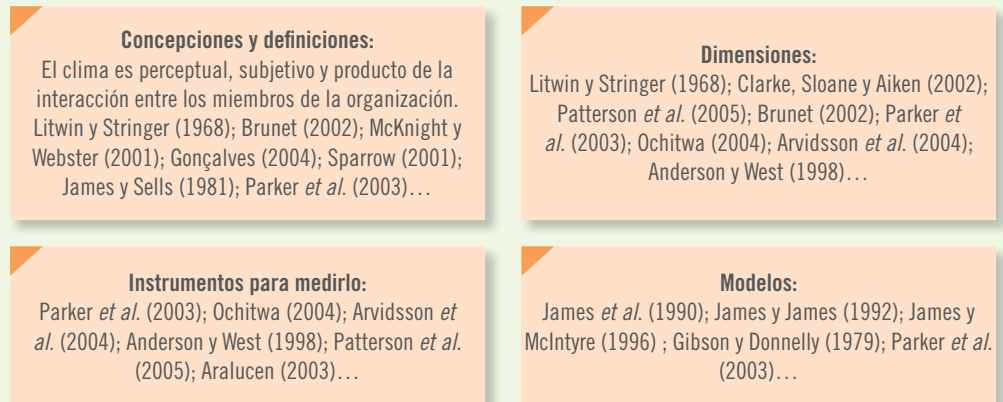 Concepciones y definiciones:
El clima es perceptual, subjetivo y producto de la
interacción entre los miembros de la organización.
Litwin y Stringer (1968); Brunet (2002); McKnight y
Webster (2001); Gonçalves (2004); Sparrow (2001);
James y Sells (1981); Parker et al. (2003)…
Dimensiones:
Litwin y Stringer (1968); Clarke, Sloane y Aiken (2002);
Patterson et al. (2005); Brunet (2002); Parker et
al. (2003); Ochitwa (2004); Arvidsson et al. (2004);
Anderson y West (1998)…
Instrumentos para medirlo:
Parker et al. (2003); Ochitwa (2004); Arvidsson et
al. (2004); Anderson y West (1998); Patterson et al.
(2005); Aralucen (2003)…
Modelos:
James et al. (1990); James y James (1992); James y
McIntyre (1996) ; Gibson y Donnelly (1979); Parker et al.
(2003)…